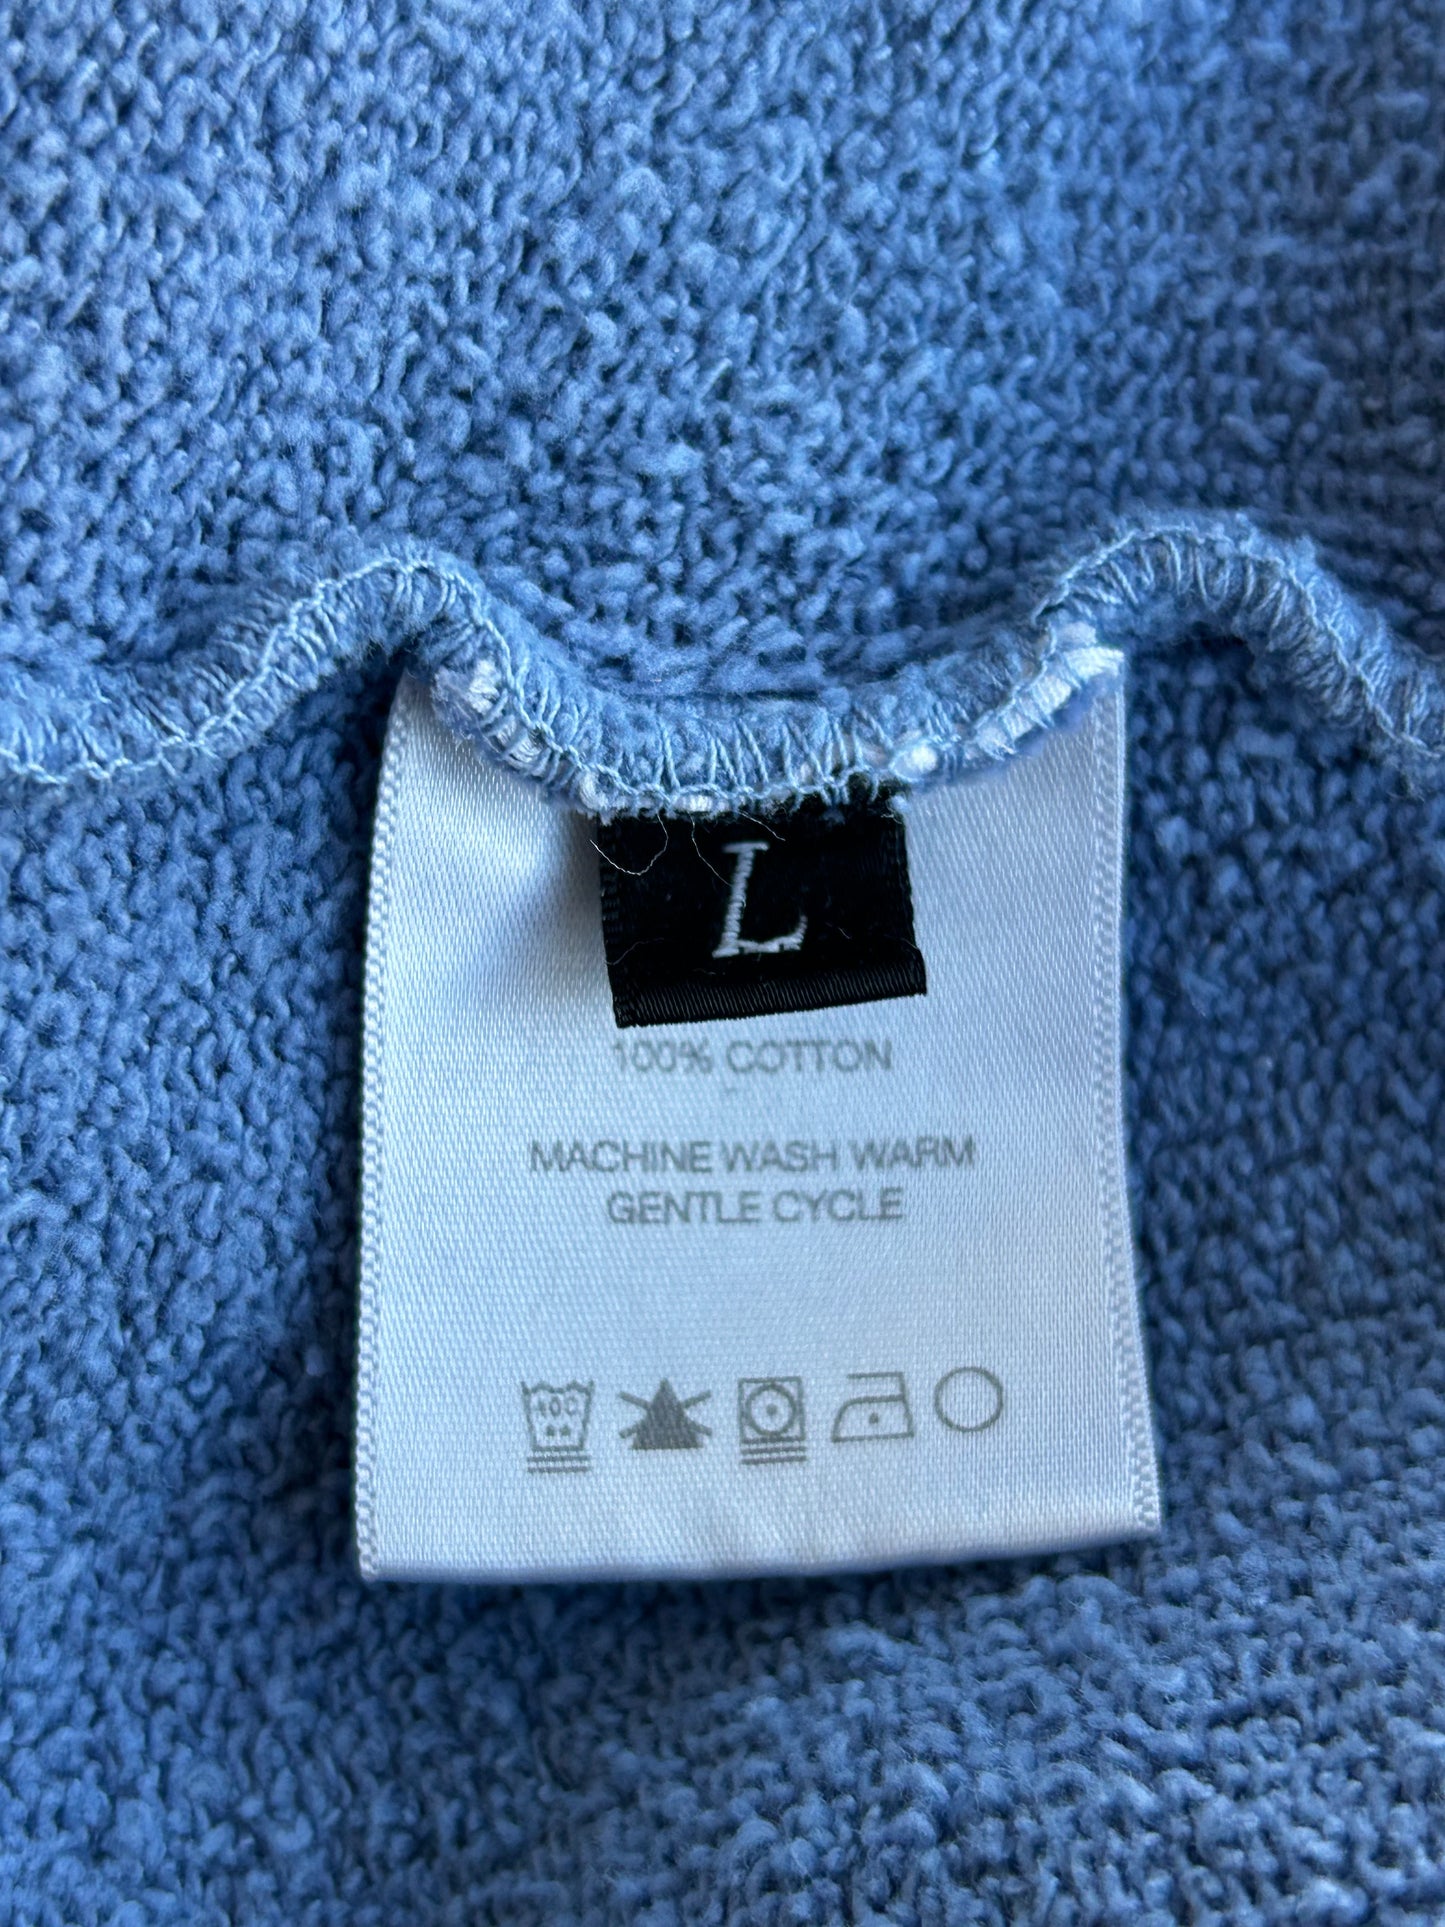 L
100% COTTON
MACHINE WASH WARM
GENTLE CYCLE
40C